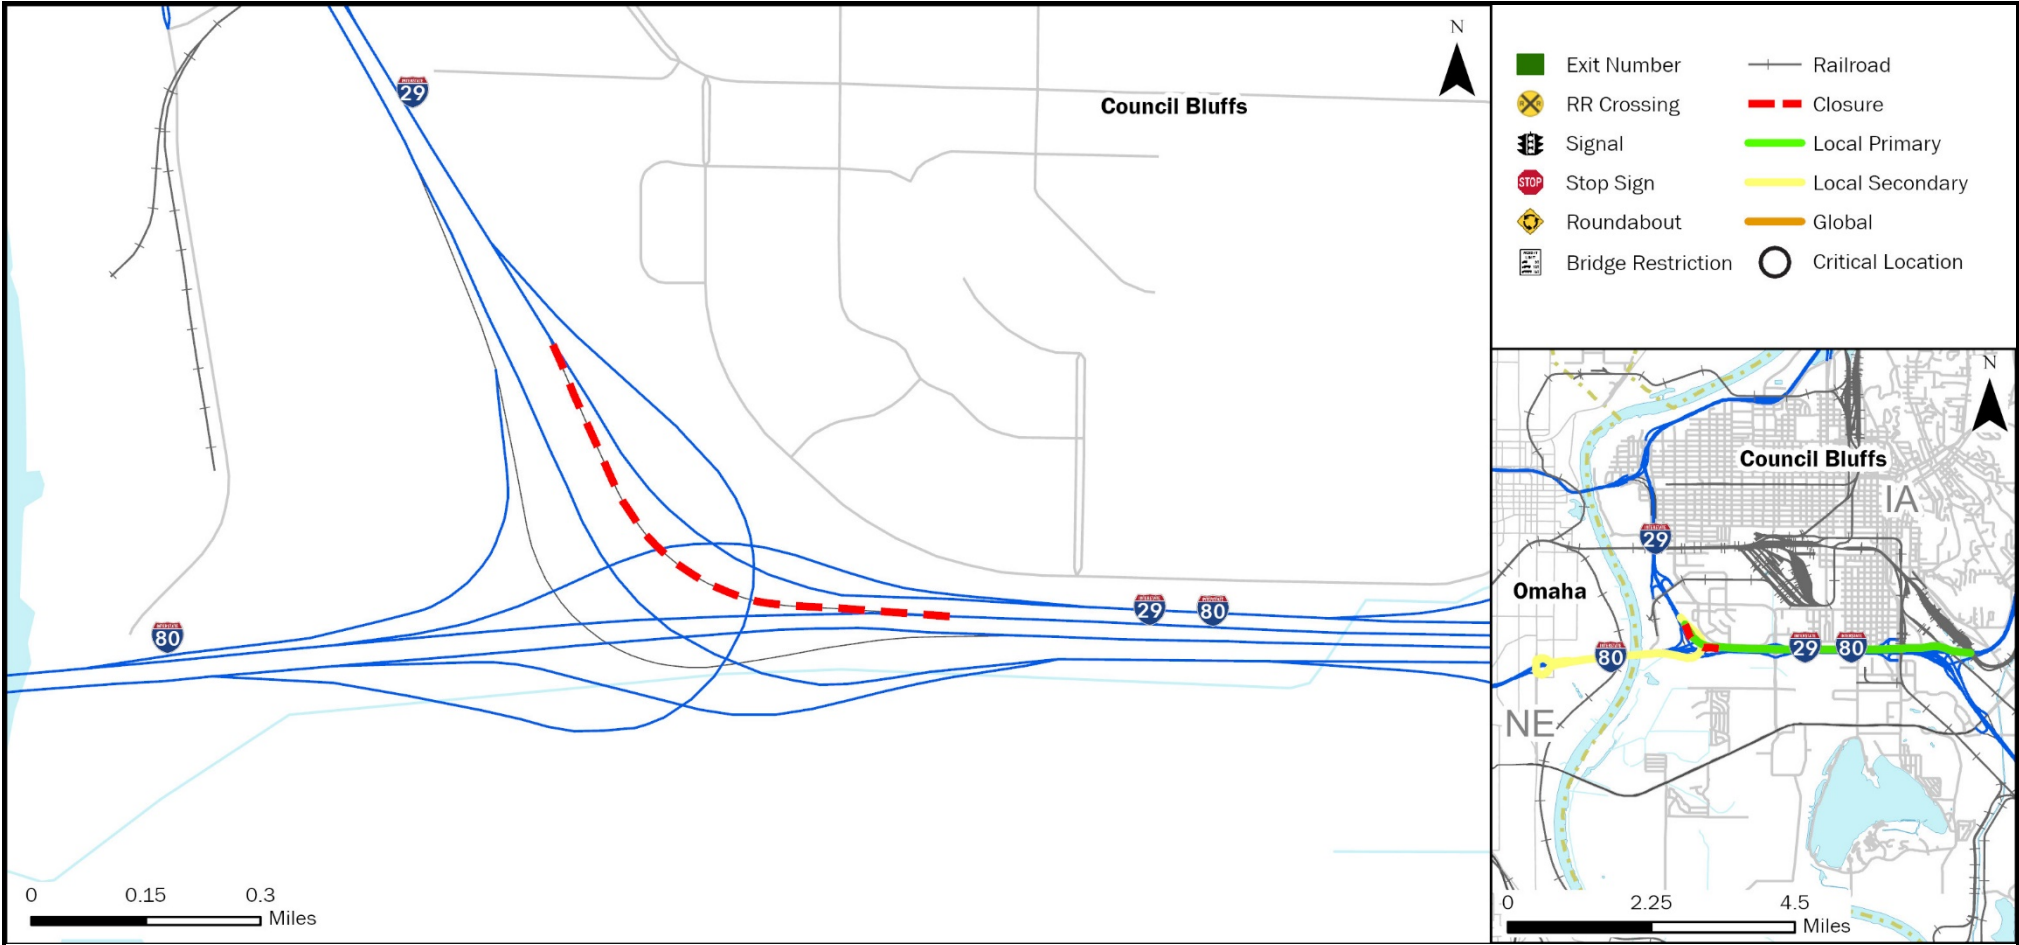 N
29
Council Bluffs
80
29
80
0
0.15
0.3
Miles
Exit Number
Railroad
RR Crossing
Closure
Signal
Local Primary
STOP
Stop Sign
Local Secondary
Roundabout
Global
Bridge Restriction
Critical Location
N
Council Bluffs
IA
29
Omaha
80
29
80
NE
0
2.25
4.5
Miles